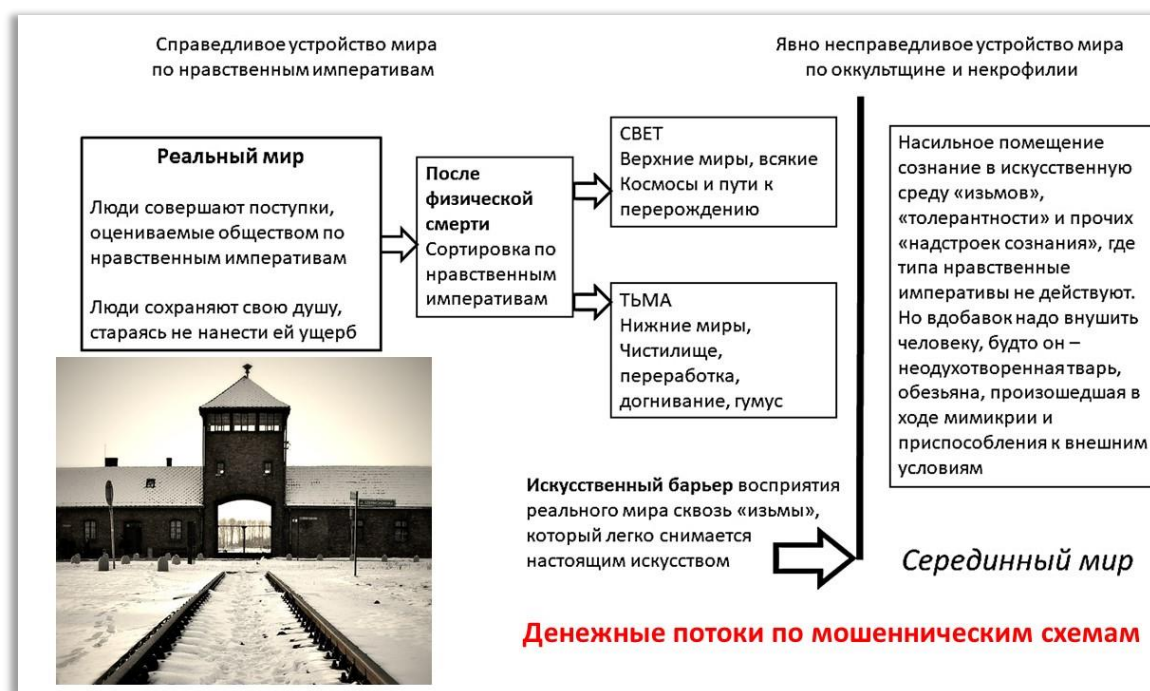 Справедливое устройство мира
по нравственным императивам
Явно несправедливое устройство мира
по оккультщине и некрофилии
Реальный мир
Люди совершают поступки,
оцениваемые обществом по
нравственным императивам
Люди сохраняют свою душу,
стараясь не нанести ей ущерб
После
физической
смерти
Сортировка по
нравственным
императивам
СВЕТ
Верхние миры, всякие
Космосы и пути к
перерождению
ТЬМА
Нижние миры,
Чистилище,
переработка,
догнивание, гумус
Насильное помещение
сознание в искусственную
среду «изьмов»,
«толерантности» и прочих
«надстроек сознания», где
типа нравственные
императивы не действуют.
Но вдобавок надо внушить
человеку, будто он –
неодухотворенная тварь,
обезьяна, произошедшая в
ходе мимикрии и
приспособления к внешним
условиям
Искусственный барьер восприятия
реального мира сквозь «изьмы»,
который легко снимается
настоящим искусством
Серединный мир
Денежные потоки по мошенническим схемам